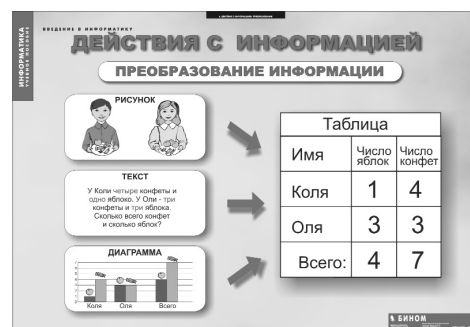 ВВЕДЕНИЕ В ИНФОРМАТИКУ
ИНФОРМАТИКА
УЧЕБНОЕ ПОСОБИЕ
ДЕЙСТВИЯ С ИНФОРМАЦИЕЙ
ПРЕОБРАЗОВАНИЕ ИНФОРМАЦИИ
РИСУНОК
ТЕКСТ
У Коли четыре конфеты и
одно яблоко. У Оли - три
конфеты и три яблока.
Сколько всего конфет
и сколько яблок?
ДИАГРАММА
Коля Оля Всего
Таблица
Имя Число яблок Число конфет
Коля 1 4
Оля 3 3
Всего: 4 7
БИНОМ